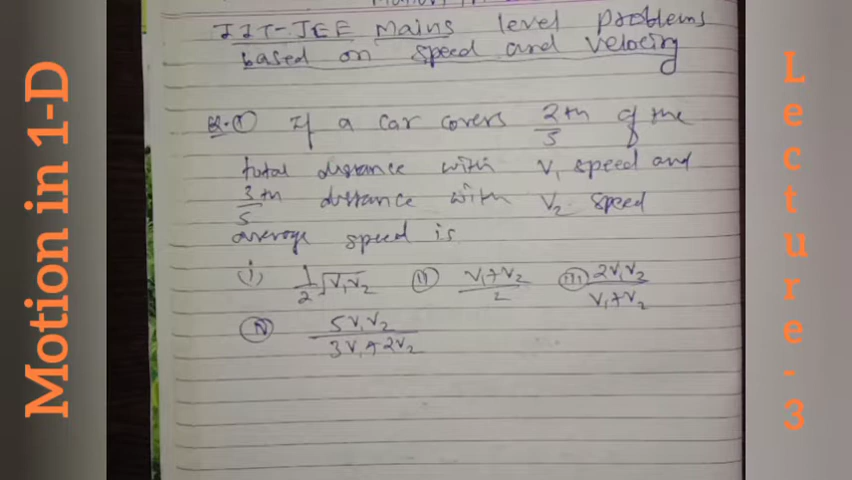 Motion in 1-D
IIT-JEE Mains level problems
based on speed and velocity
Q.① If a car covers 2/5 th of the
total distance with V₁ speed and
3/5 th distance with V₂ speed
average speed is
(i) 1/2 √V₁V₂ (ii) V₁+V₂/2 (iii) 2V₁V₂/V₁+V₂
(iv) 5V₁V₂/3V₁+2V₂
Lecture-3